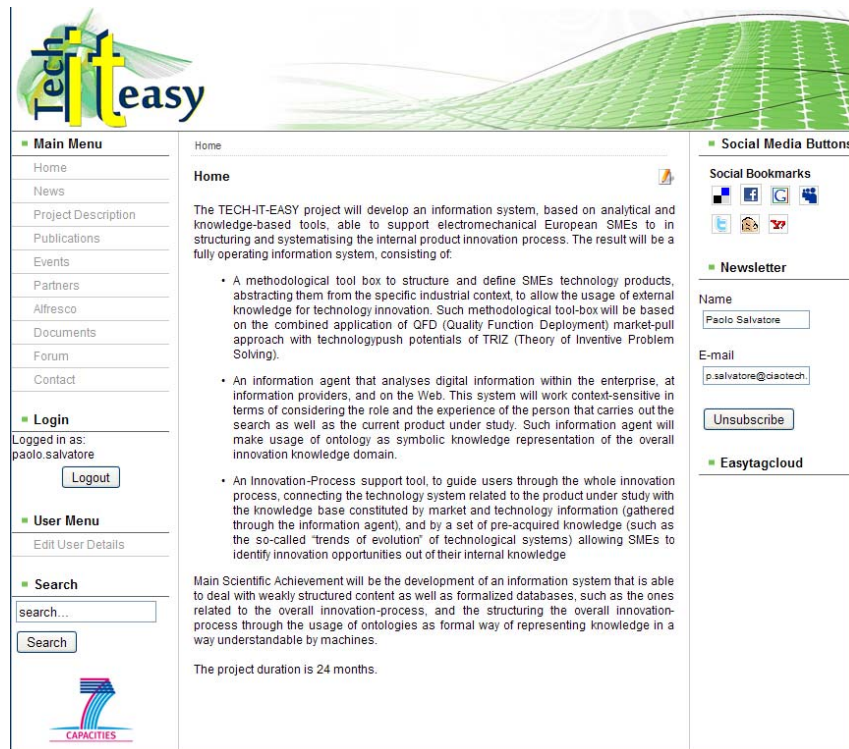 Tech
it
easy
Main Menu
Home
News
Project Description
Publications
Events
Partners
Alfresco
Documents
Forum
Contact
Login
Logged in as:
paolo.salvatore
Logout
User Menu
Edit User Details
Search
search...
Search
7
CAPACITIES
Home
Home
The TECH-IT-EASY project will develop an information system, based on analytical and
knowledge-based tools, able to support electromechanical European SMEs to in
structuring and systematising the internal product innovation process. The result will be a
fully operating information system, consisting of:
• A methodological tool box to structure and define SMEs technology products,
abstracting them from the specific industrial context, to allow the usage of external
knowledge for technology innovation. Such methodological tool-box will be based
on the combined application of QFD (Quality Function Deployment) market-pull
approach with technologypush potentials of TRIZ (Theory of Inventive Problem
Solving).
• An information agent that analyses digital information within the enterprise, at
information providers, and on the Web. This system will work context-sensitive in
terms of considering the role and the experience of the person that carries out the
search as well as the current product under study. Such information agent will
make usage of ontology as symbolic knowledge representation of the overall
innovation knowledge domain.
• An Innovation-Process support tool, to guide users through the whole innovation
process, connecting the technology system related to the product under study with
the knowledge base constituted by market and technology information (gathered
through the information agent), and by a set of pre-acquired knowledge (such as
the so-called “trends of evolution” of technological systems) allowing SMEs to
identify innovation opportunities out of their internal knowledge
Main Scientific Achievement will be the development of an information system that is able
to deal with weakly structured content as well as formalized databases, such as the ones
related to the overall innovation-process, and the structuring the overall innovation-
process through the usage of ontologies as formal way of representing knowledge in a
way understandable by machines.
The project duration is 24 months.
Social Media Buttons
Social Bookmarks
Newsletter
Name
Paolo Salvatore
E-mail
p.salvatore@ciaotech.
Unsubscribe
Easytagcloud